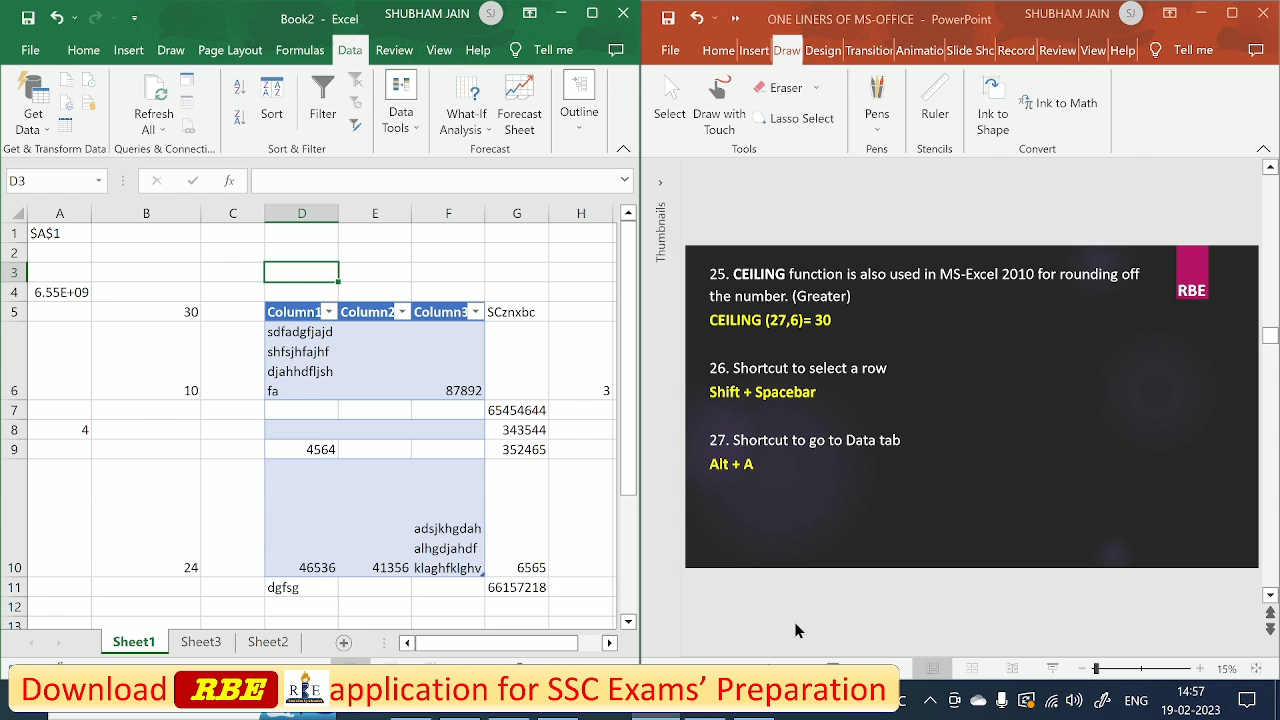 Book2 - Excel
SHUBHAM JAIN
SJ
File Home Insert Draw Page Layout Formulas Data Review View Help Tell me
Get Data
Refresh All
Sort
Filter
Data Tools
What-If Analysis
Forecast Sheet
Outline
Get & Transform Data
Queries & Connecti...
Sort & Filter
Forecast
D3
fx
A B C D E F G H
1 $A$1
2
3
4 6.55E+09
5 30 Column1 Column2 Column3 SCznxbc
sdfadgfjajd
shfsjhfajhf
djahhdfljsh
6 10 fa 87892 3
7 65454644
8 4 343544
9 4564 352465
adsjkhgdah
alhgdjahdf
10 24 46536 41356 klaghfklghv 6565
11 dgfsg 66157218
12
13
Sheet1 Sheet3 Sheet2
ONE LINERS OF MS-OFFICE - PowerPoint
SHUBHAM JAIN
SJ
File Home Insert Draw Design Transition Animatio Slide Shc Record Review View Help Tell me
Select
Draw with Touch
Eraser
Lasso Select
Pens
Ruler
Ink to Shape
Ink to Math
Tools
Pens
Stencils
Convert
Thumbnails
25. CEILING function is also used in MS-Excel 2010 for rounding off
the number. (Greater)
CEILING (27,6)= 30
26. Shortcut to select a row
Shift + Spacebar
27. Shortcut to go to Data tab
Alt + A
RBE
15%
Download RBE RBE application for SSC Exams' Preparation
ENG
14:57
19-02-2023